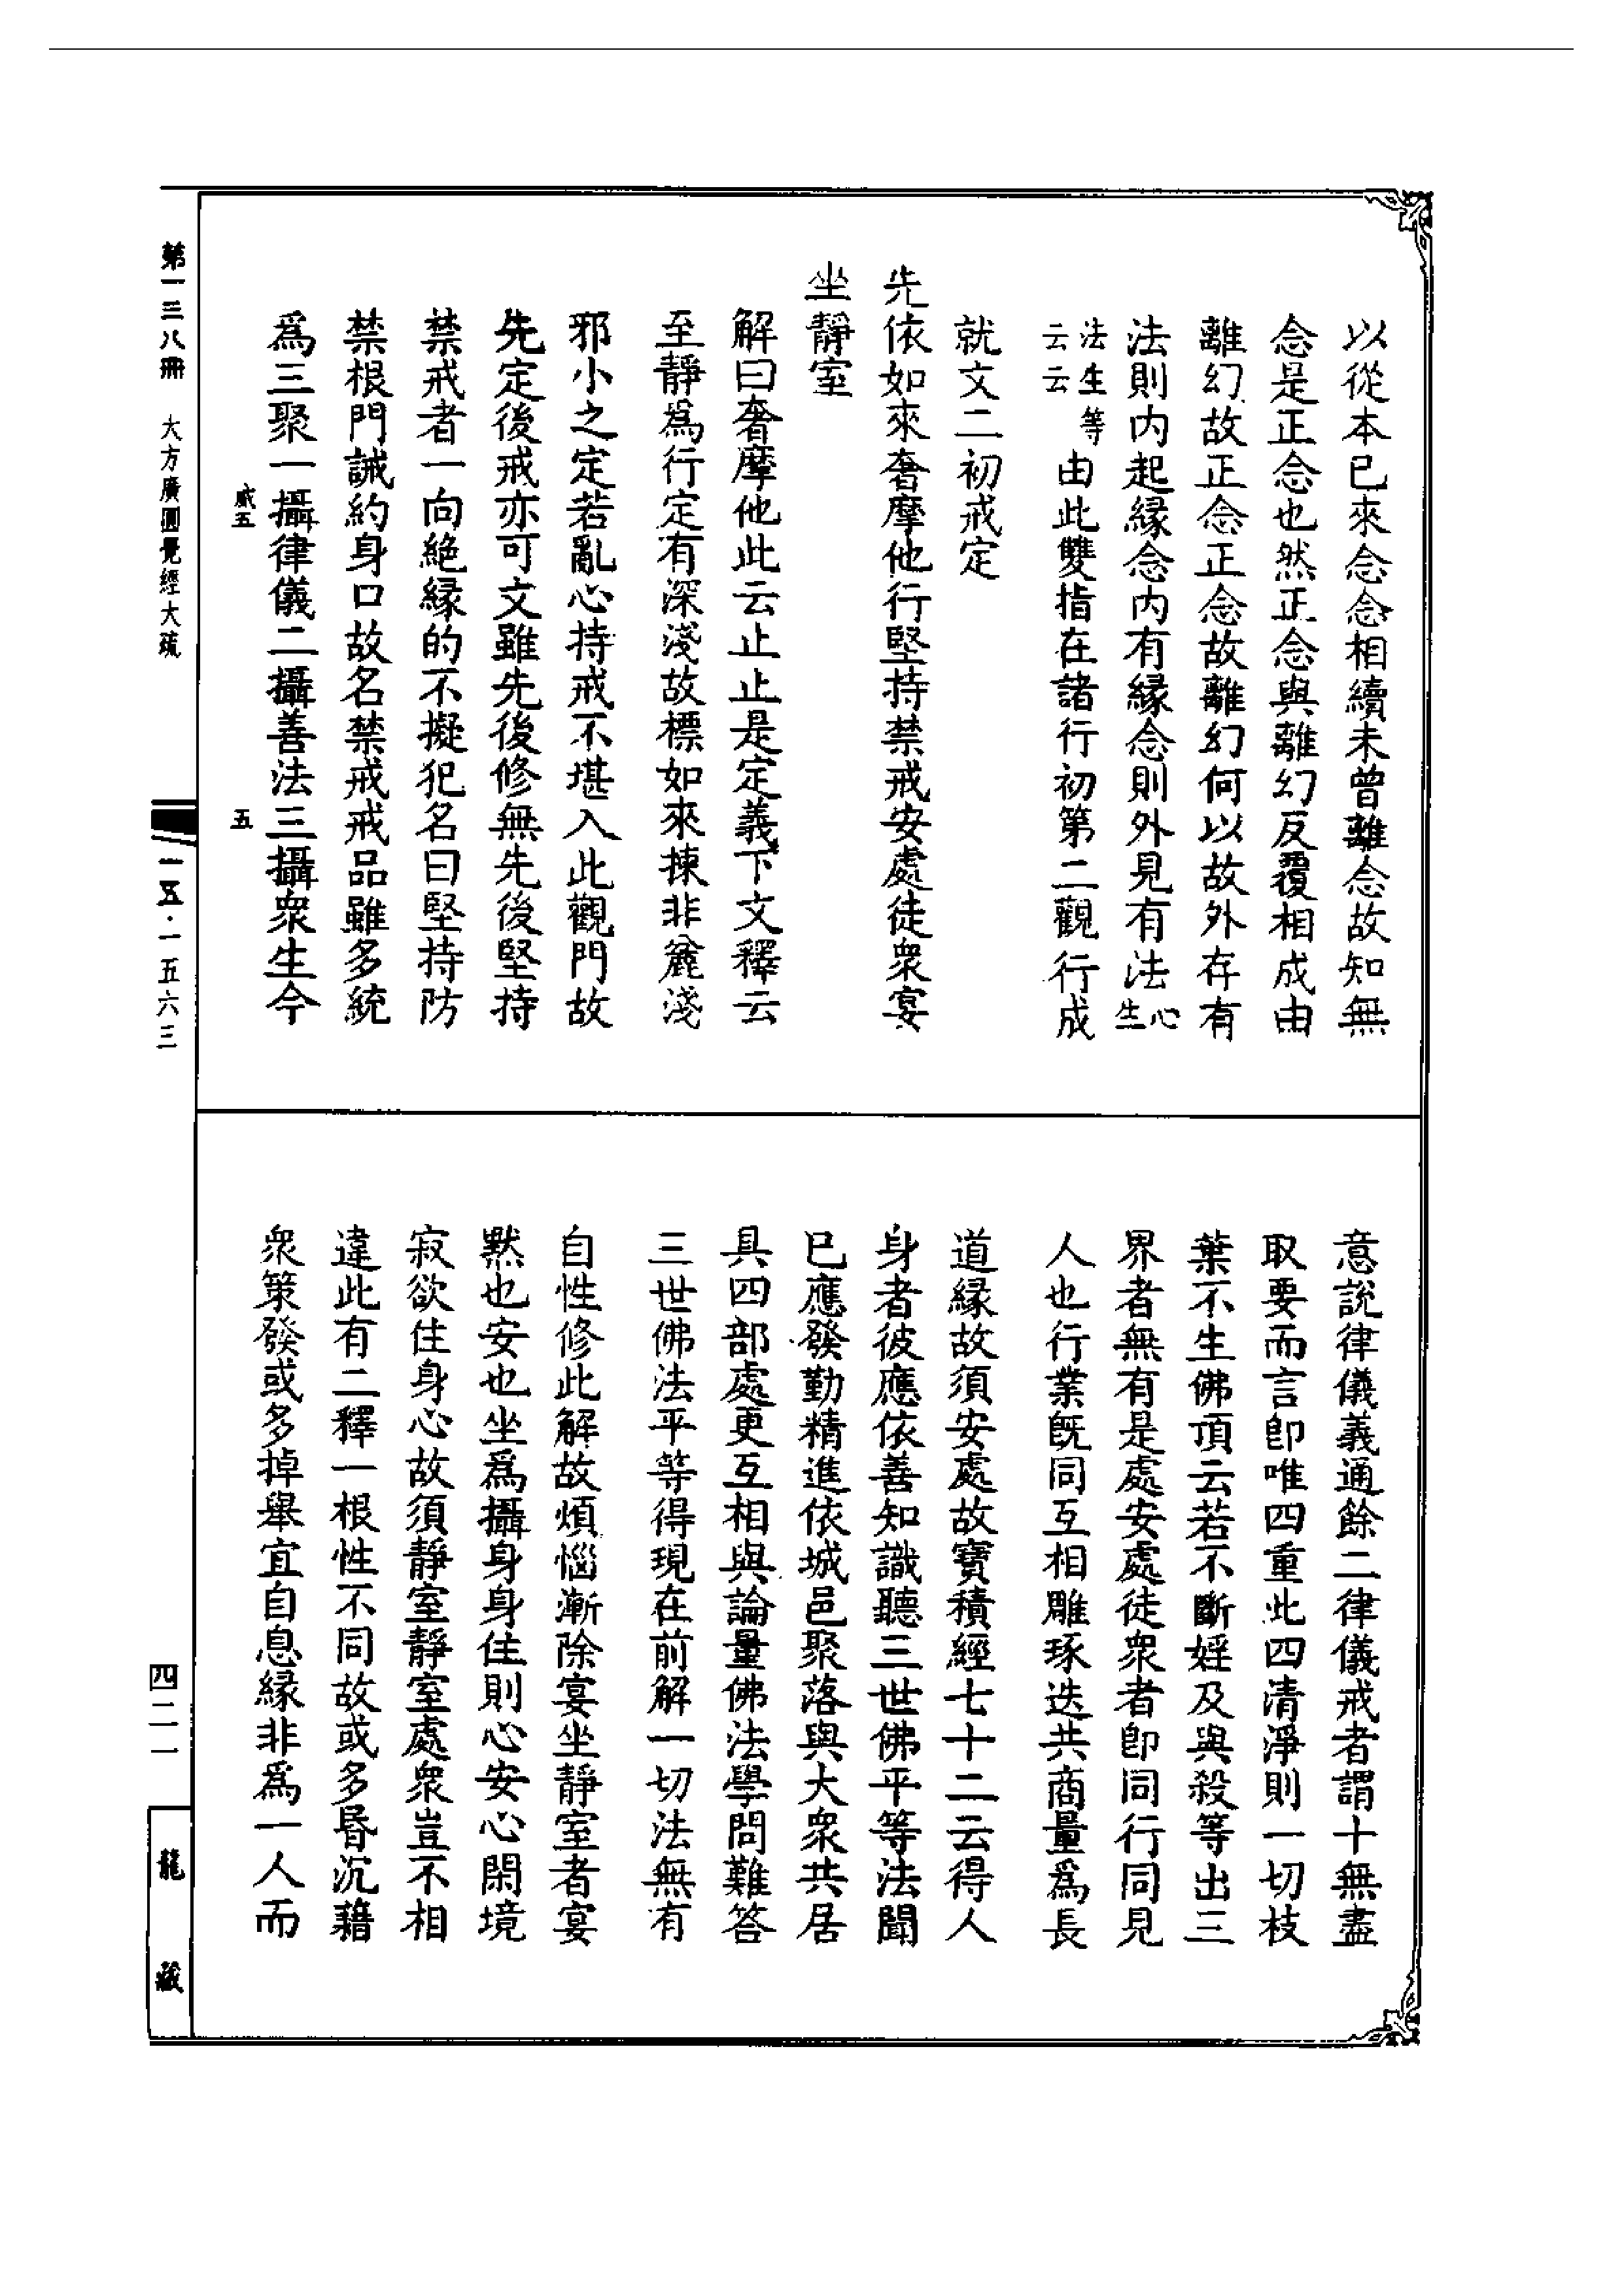 以從本已來念念相續未曾離念故知無
念是正念也然正念與離幻反覆相成由
離幻故正念正念故離幻何以故外存有
法則內起緣念內有緣念則外見有法心生
法生等云云由此雙指在諸行初第二觀行成
就文二初戒定
先依如來奢摩他行堅持禁戒安處徒衆宴
坐靜室
解曰奢摩他此云止止是定義下文釋云
至靜爲行定有深淺故標如來揀非麄淺
邪小之定若亂心持戒不堪入此觀門故
先定後戒亦可文雖先後修無先後堅持
禁戒者一向絶緣的不擬犯名曰堅持防
禁根門誡約身口故名禁戒戒品雖多統
爲三聚一攝律儀二攝善法三攝衆生今
貳五
五
意說律儀義通餘二律儀戒者謂十無盡
取要而言卽唯四重此四清淨則一切枝
葉不生佛頂云若不斷婬及與殺等出三
界者無有是處安處徒衆者卽同行同見
人也行業旣同互相雕琢迭共商量爲長
道緣故須安處故寶積經七十二云得人
身者彼應依善知識聽三世佛平等法聞
已應發勤精進依城邑聚落與大衆共居
具四部處更互相與論量佛法學問難答
三世佛法平等得現在前解一切法無有
自性修此解故煩惱漸除宴坐靜室者宴
黙也安也坐爲攝身身住則心安心閑境
寂欲住身心故須靜室靜室處衆豈不相
違此有二釋一根性不同故或多昏沉藉
衆策發或多掉舉宜自息緣非爲一人而
第一三八冊 大方廣圓覺經大疏
一五五·一五六三
四二一
龍藏